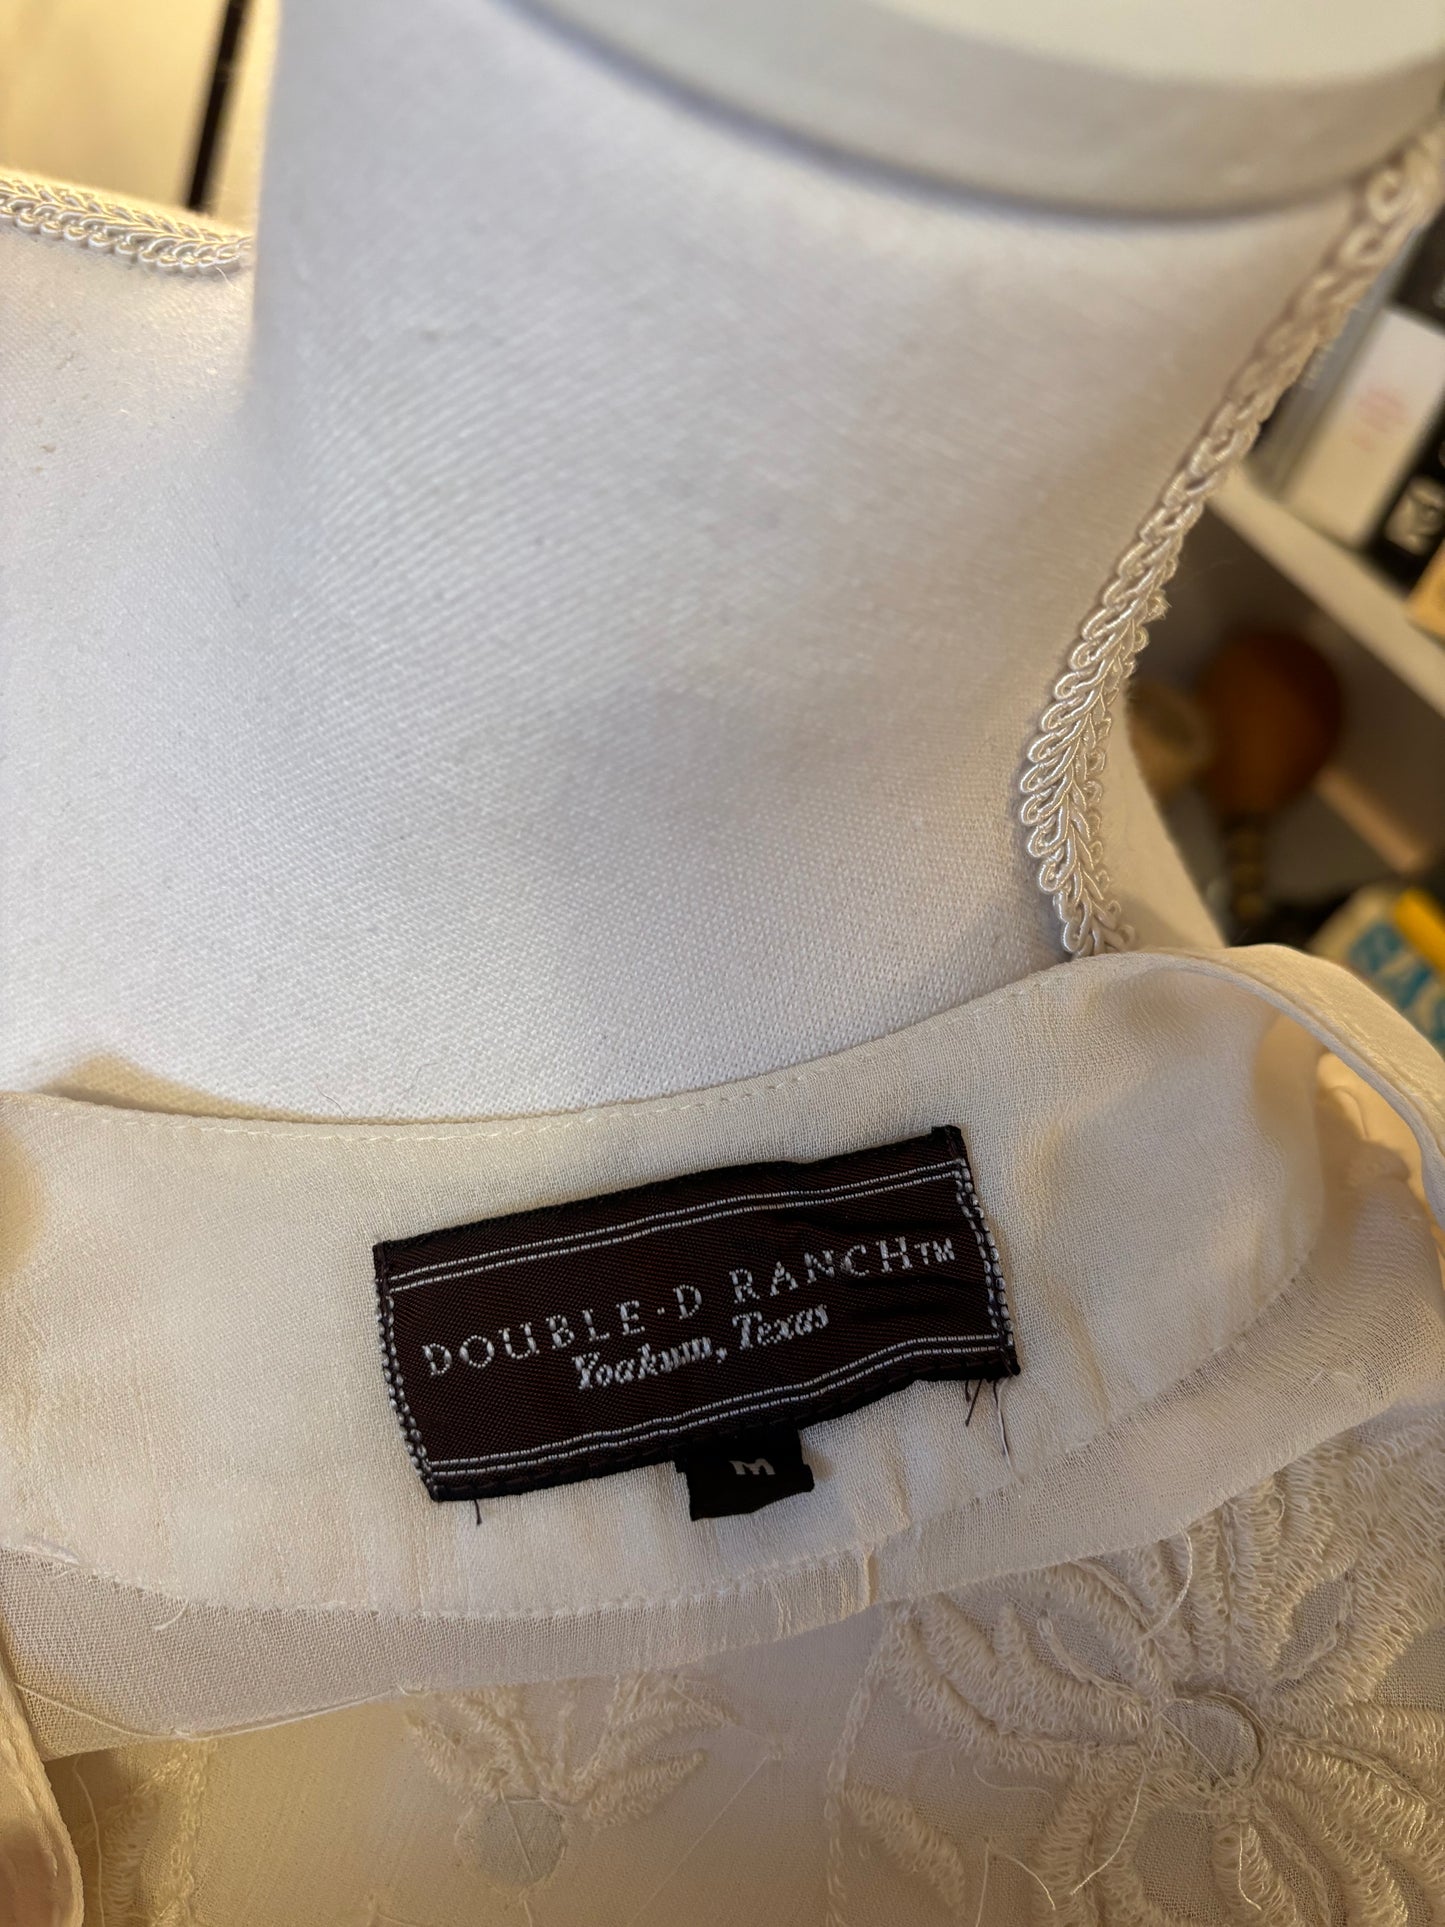 DOUBLE-D RANCH™
Yoakum, Texas
M